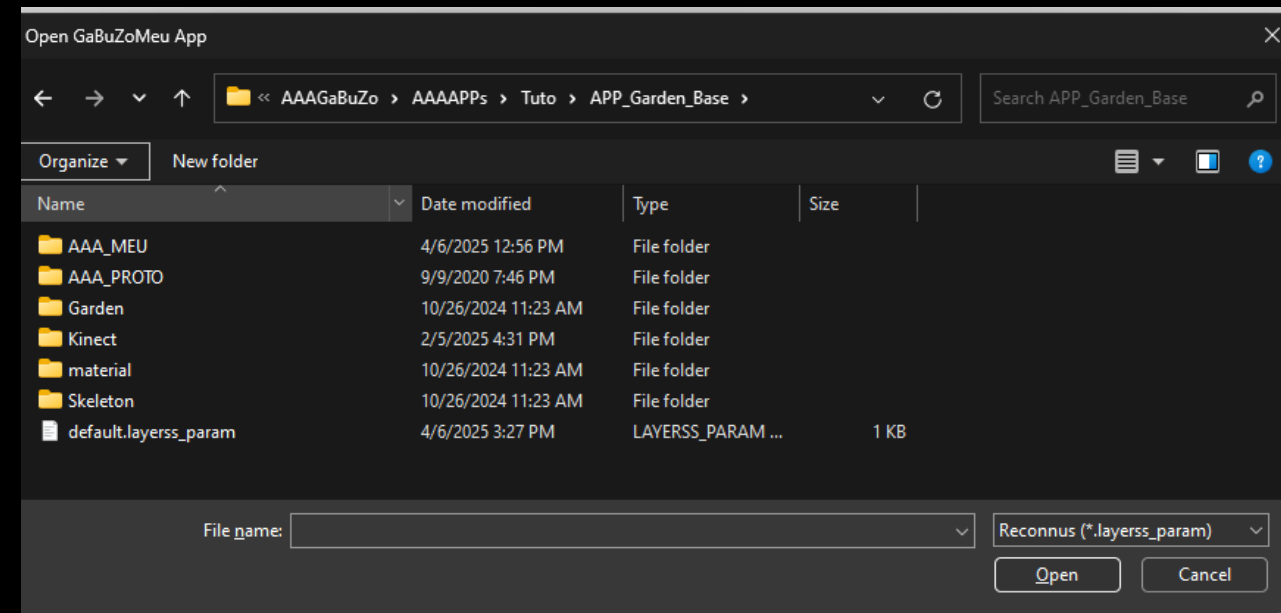 Open GaBuZoMeu App
« AAAGaBuZo › AAAAPPs › Tuto › APP_Garden_Base ›
Search APP_Garden_Base
Organize
New folder
Name Date modified Type Size
AAA_MEU 4/6/2025 12:56 PM File folder
AAA_PROTO 9/9/2020 7:46 PM File folder
Garden 10/26/2024 11:23 AM File folder
Kinect 2/5/2025 4:31 PM File folder
material 10/26/2024 11:23 AM File folder
Skeleton 10/26/2024 11:23 AM File folder
default.layerss_param 4/6/2025 3:27 PM LAYERSS_PARAM ... 1 KB
File name:
Reconnus (*.layerss_param)
Open
Cancel